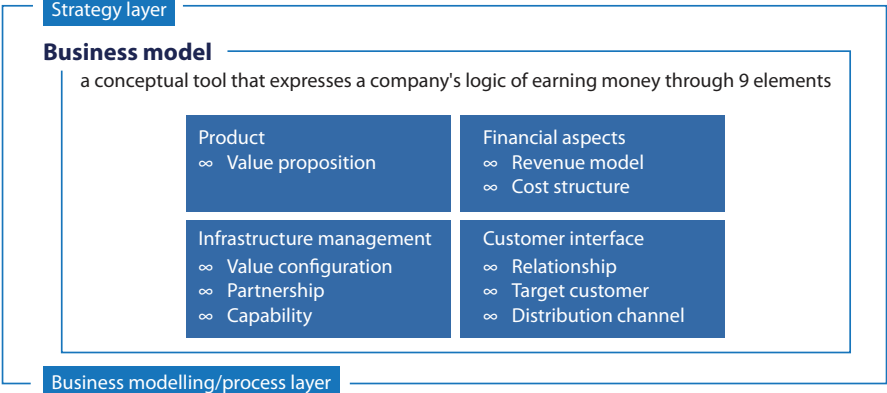 Strategy layer
Business model
a conceptual tool that expresses a company's logic of earning money through 9 elements
Product
∞ Value proposition
Financial aspects
∞ Revenue model
∞ Cost structure
Infrastructure management
∞ Value configuration
∞ Partnership
∞ Capability
Customer interface
∞ Relationship
∞ Target customer
∞ Distribution channel
Business modelling/process layer